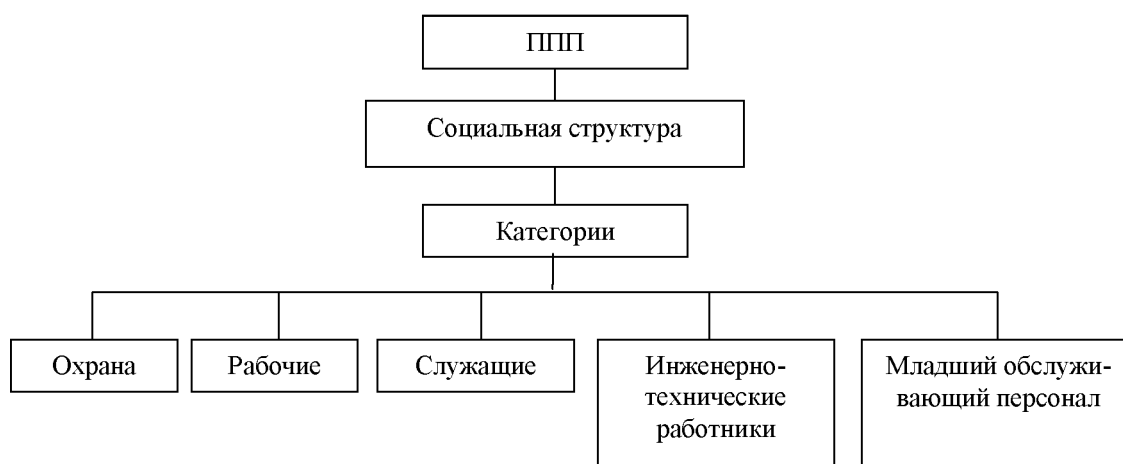 ППП
Социальная структура
Категории
Охрана
Рабочие
Служащие
Инженерно-
технические
работники
Младший обслужи-
вающий персонал